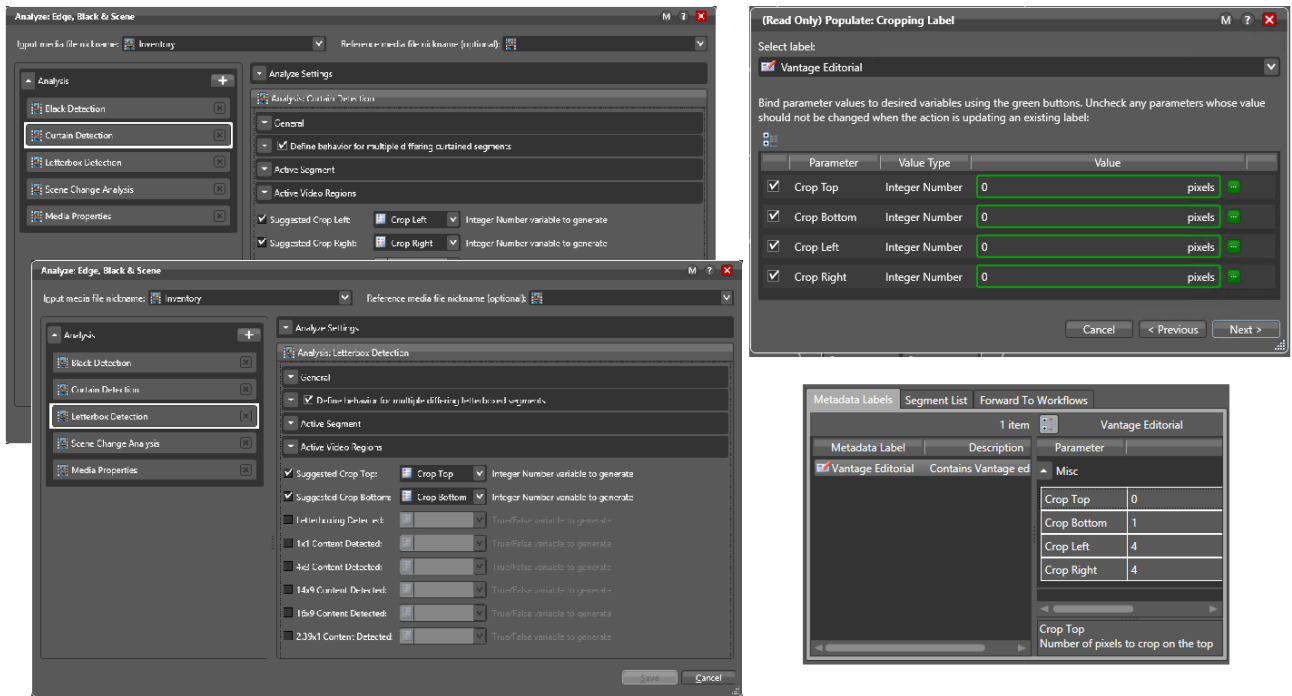 Analyze: Edge, Black & Scene
M ?
Input media file nickname: Inventory
Reference media file nickname (optional):
Analysis
Black Detection
Curtain Detection
Letterbox Detection
Scene Change Analysis
Media Properties
Analyze Settings
Analysis: Curtain Detection
General
Define behavior for multiple differing curtained segments
Active Segment
Active Video Regions
Suggested Crop Left: Crop Left Integer Number variable to generate
Suggested Crop Right: Crop Right Integer Number variable to generate
Analyze: Edge, Black & Scene
M ?
Input media file nickname: Inventory
Reference media file nickname (optional):
Analysis
Black Detection
Curtain Detection
Letterbox Detection
Scene Change Analysis
Media Properties
Analyze Settings
Analysis: Letterbox Detection
General
Define behavior for multiple differing letterboxed segments
Active Segment
Active Video Regions
Suggested Crop Top: Crop Top Integer Number variable to generate
Suggested Crop Bottom: Crop Bottom Integer Number variable to generate
Letterboxing Detected: True/False variable to generate
1x1 Content Detected: True/False variable to generate
4x3 Content Detected: True/False variable to generate
14x9 Content Detected: True/False variable to generate
16x9 Content Detected: True/False variable to generate
2.39x1 Content Detected: True/False variable to generate
Save Cancel
(Read Only) Populate: Cropping Label
M ?
Select label:
Vantage Editorial
Bind parameter values to desired variables using the green buttons. Uncheck any parameters whose value
should not be changed when the action is updating an existing label:
Parameter Value Type Value
Crop Top Integer Number 0 pixels
Crop Bottom Integer Number 0 pixels
Crop Left Integer Number 0 pixels
Crop Right Integer Number 0 pixels
Cancel < Previous Next >
Metadata Labels Segment List Forward To Workflows
1 item Vantage Editorial
Metadata Label Description Parameter
Vantage Editorial Contains Vantage ed
Misc
Crop Top 0
Crop Bottom 1
Crop Left 4
Crop Right 4
Crop Top
Number of pixels to crop on the top